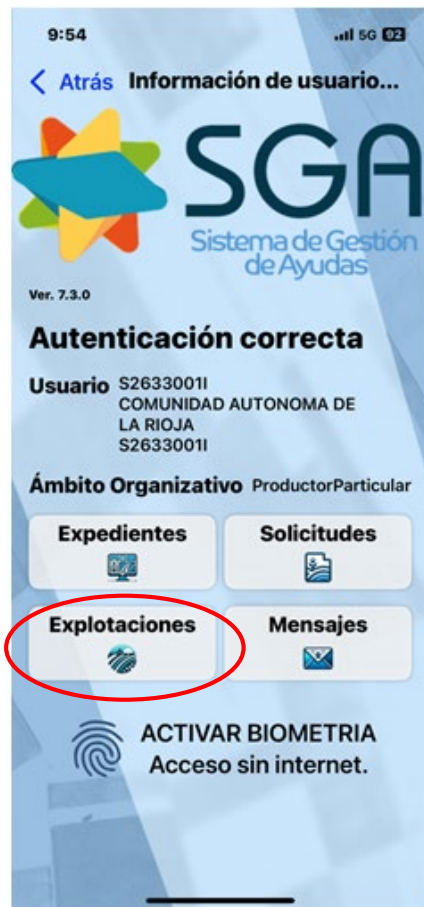 9:54 5G 92
Atrás Información de usuario...
SGA
Sistema de Gestión
de Ayudas
Ver. 7.3.0
Autenticación correcta
Usuario S2633001I
COMUNIDAD AUTONOMA DE
LA RIOJA
S2633001I
Ámbito Organizativo ProductorParticular
Expedientes Solicitudes
Explotaciones Mensajes
ACTIVAR BIOMETRIA
Acceso sin internet.